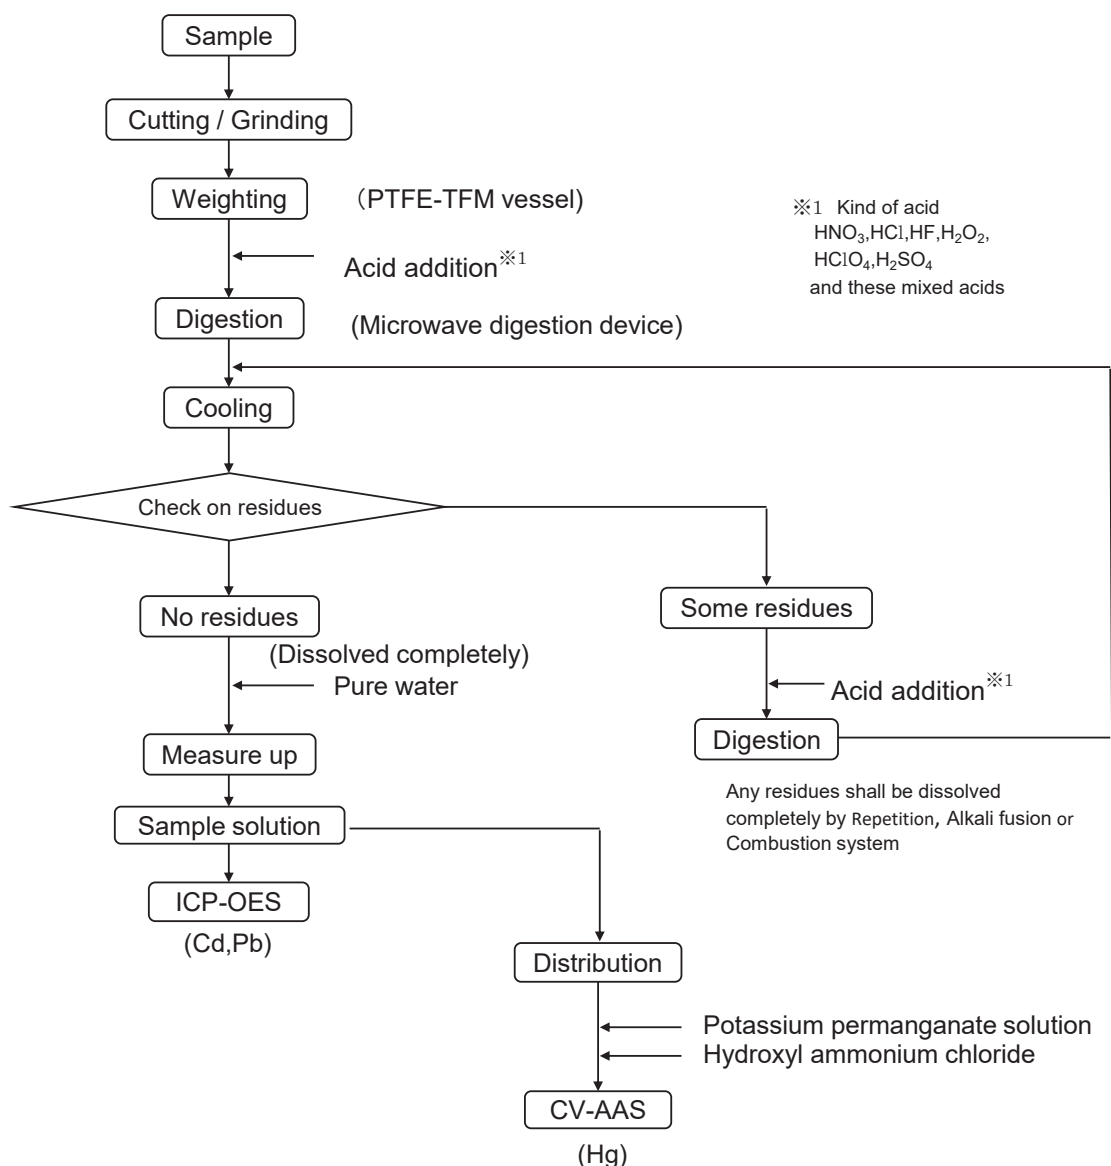 Sample
Cutting / Grinding
Weighting
（PTFE-TFM vessel)
※1 Kind of acid
HNO₃,HCl,HF,H₂O₂,
HClO₄,H₂SO₄
and these mixed acids
Acid addition※1
Digestion
(Microwave digestion device)
Cooling
Check on residues
No residues
Some residues
(Dissolved completely)
Pure water
Acid addition※1
Measure up
Digestion
Any residues shall be dissolved
completely by Repetition, Alkali fusion or
Combustion system
Sample solution
ICP-OES
(Cd,Pb)
Distribution
Potassium permanganate solution
Hydroxyl ammonium chloride
CV-AAS
(Hg)